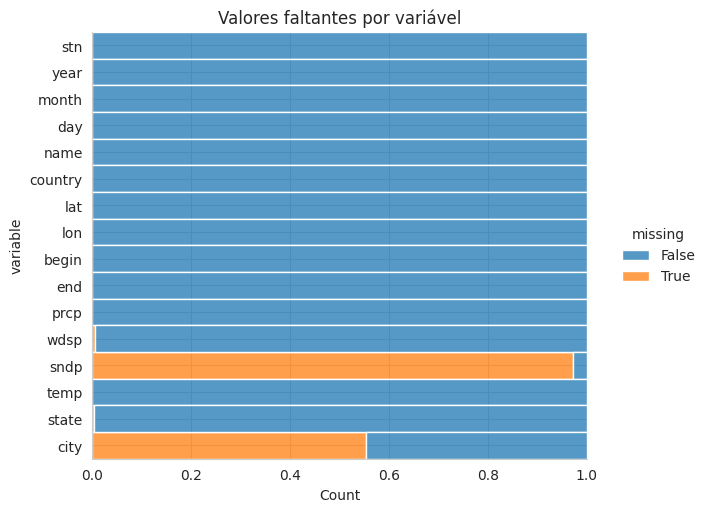 Valores faltantes por variável
variable
stn
year
month
day
name
country
lat
lon
begin
end
prcp
wdsp
sndp
temp
state
city
0.0 0.2 0.4 0.6 0.8 1.0
Count
missing
False
True